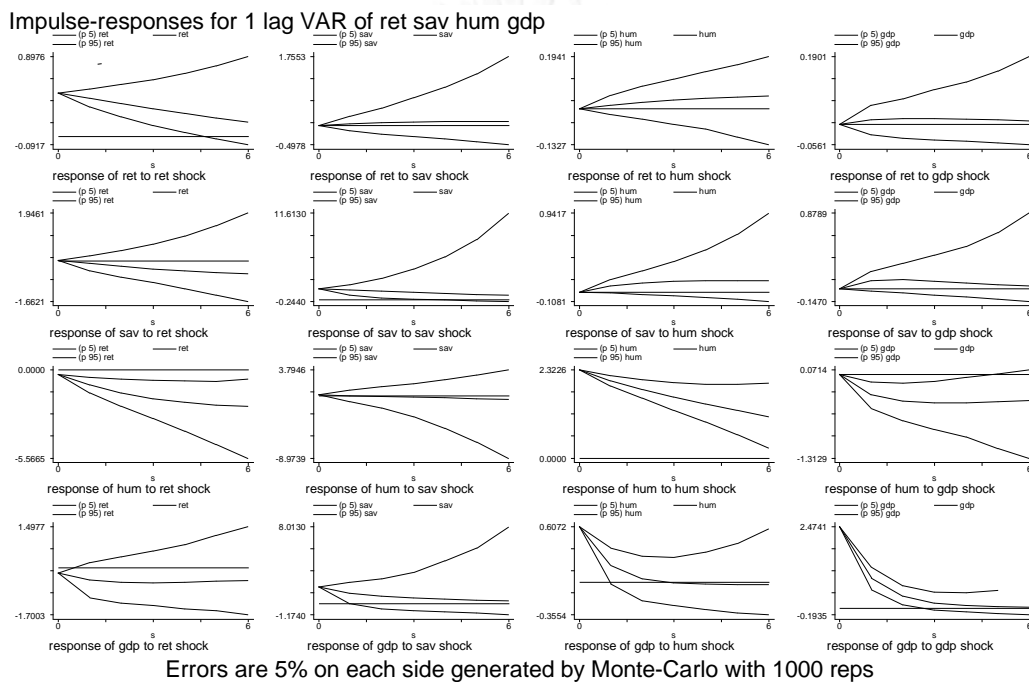 Impulse-responses for 1 lag VAR of ret sav hum gdp
(p 5) ret ret (p 5) sav sav (p 5) hum hum (p 5) gdp gdp
(p 95) ret (p 95) sav (p 95) hum (p 95) gdp
0.8976 1.7553 0.1941 0.1901
-0.0917 -0.4978 -0.1327 -0.0561
0 6 0 6 0 6 0 6
s s s s
response of ret to ret shock response of ret to sav shock response of ret to hum shock response of ret to gdp shock
(p 5) ret ret (p 5) sav sav (p 5) hum hum (p 5) gdp gdp
(p 95) ret (p 95) sav (p 95) hum (p 95) gdp
1.9461 11.6130 0.9417 0.8789
-1.6621 -0.2440 -0.1081 -0.1470
0 6 0 6 0 6 0 6
s s s s
response of sav to ret shock response of sav to sav shock response of sav to hum shock response of sav to gdp shock
(p 5) ret ret (p 5) sav sav (p 5) hum hum (p 5) gdp gdp
(p 95) ret (p 95) sav (p 95) hum (p 95) gdp
0.0000 3.7946 2.3226 0.0714
-5.5665 -8.9739 0.0000 -1.3129
0 6 0 6 0 6 0 6
s s s s
response of hum to ret shock response of hum to sav shock response of hum to hum shock response of hum to gdp shock
(p 5) ret ret (p 5) sav sav (p 5) hum hum (p 5) gdp gdp
(p 95) ret (p 95) sav (p 95) hum (p 95) gdp
1.4977 8.0130 0.6072 2.4741
-1.7003 -1.1740 -0.3554 -0.1935
0 6 0 6 0 6 0 6
s s s s
response of gdp to ret shock response of gdp to sav shock response of gdp to hum shock response of gdp to gdp shock
Errors are 5% on each side generated by Monte-Carlo with 1000 reps